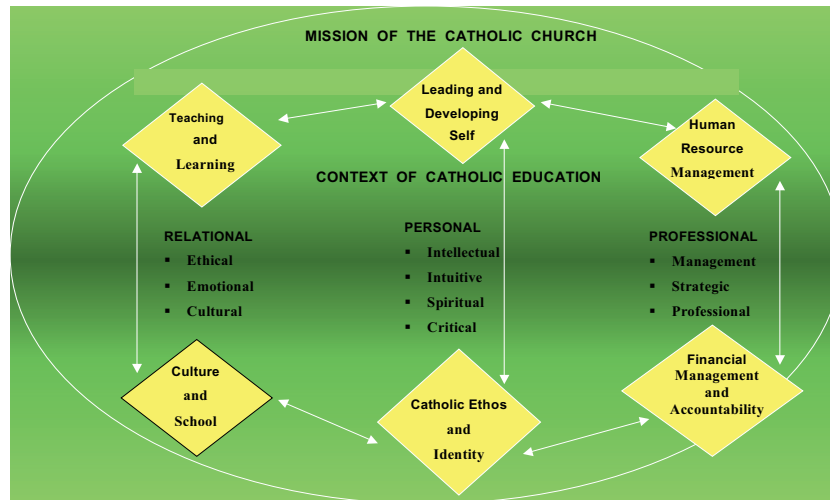 MISSION OF THE CATHOLIC CHURCH
Teaching
and
Learning
Leading and
Developing
Self
Human
Resource
Management
CONTEXT OF CATHOLIC EDUCATION
RELATIONAL
▪ Ethical
▪ Emotional
▪ Cultural
PERSONAL
▪ Intellectual
▪ Intuitive
▪ Spiritual
▪ Critical
PROFESSIONAL
▪ Management
▪ Strategic
▪ Professional
Culture
and
School
Catholic Ethos
and
Identity
Financial
Management
and
Accountability